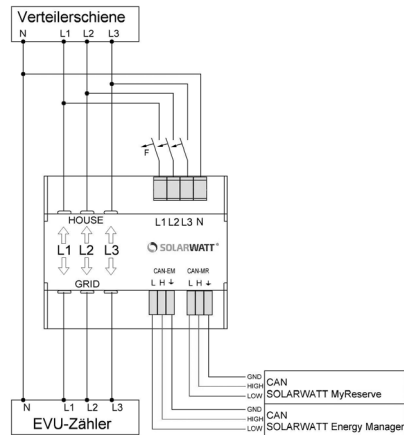 Verteilerschiene
N L1 L2 L3
F
HOUSE
L1 L2 L3 N
L1 L2 L3
SOLARWATT®
CAN-EM CAN-MR
GRID
L H L H
GND
HIGH CAN
LOW SOLARWATT MyReserve
GND
HIGH CAN
LOW SOLARWATT Energy Manager
N L1 L2 L3
EVU-Zähler